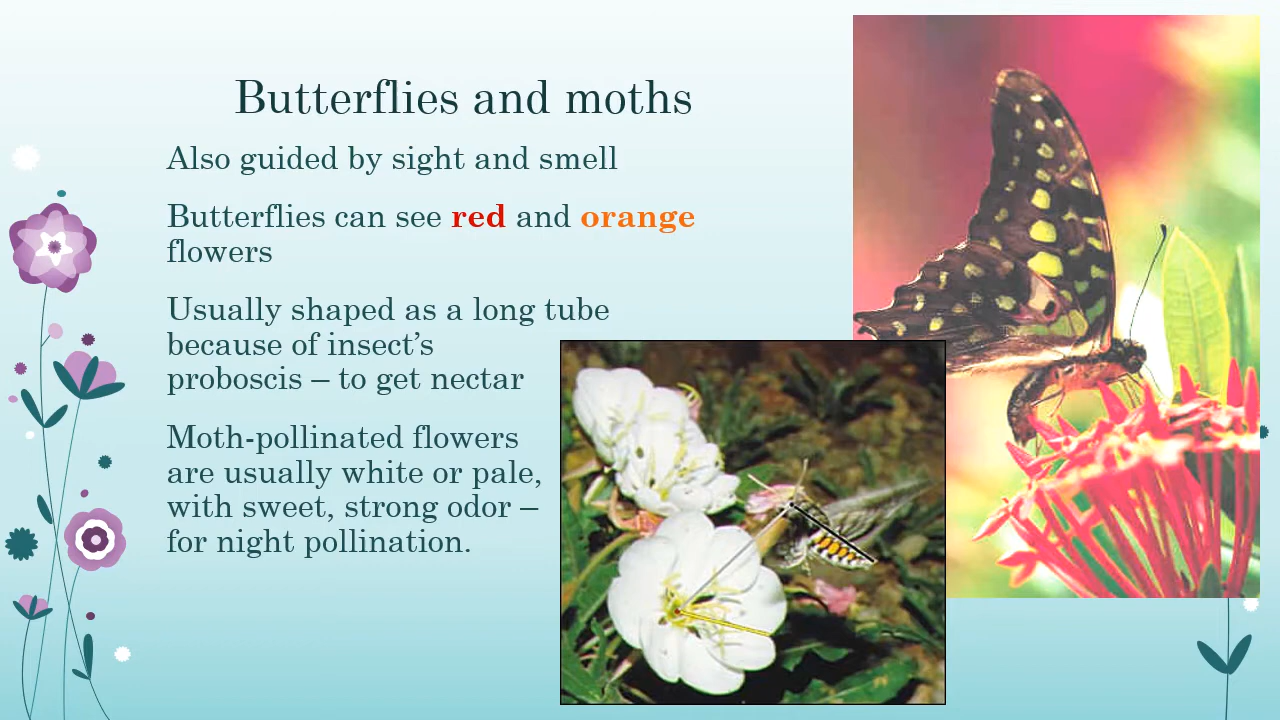 Butterflies and moths
Also guided by sight and smell
Butterflies can see red and orange
flowers
Usually shaped as a long tube
because of insect’s
proboscis – to get nectar
Moth-pollinated flowers
are usually white or pale,
with sweet, strong odor –
for night pollination.